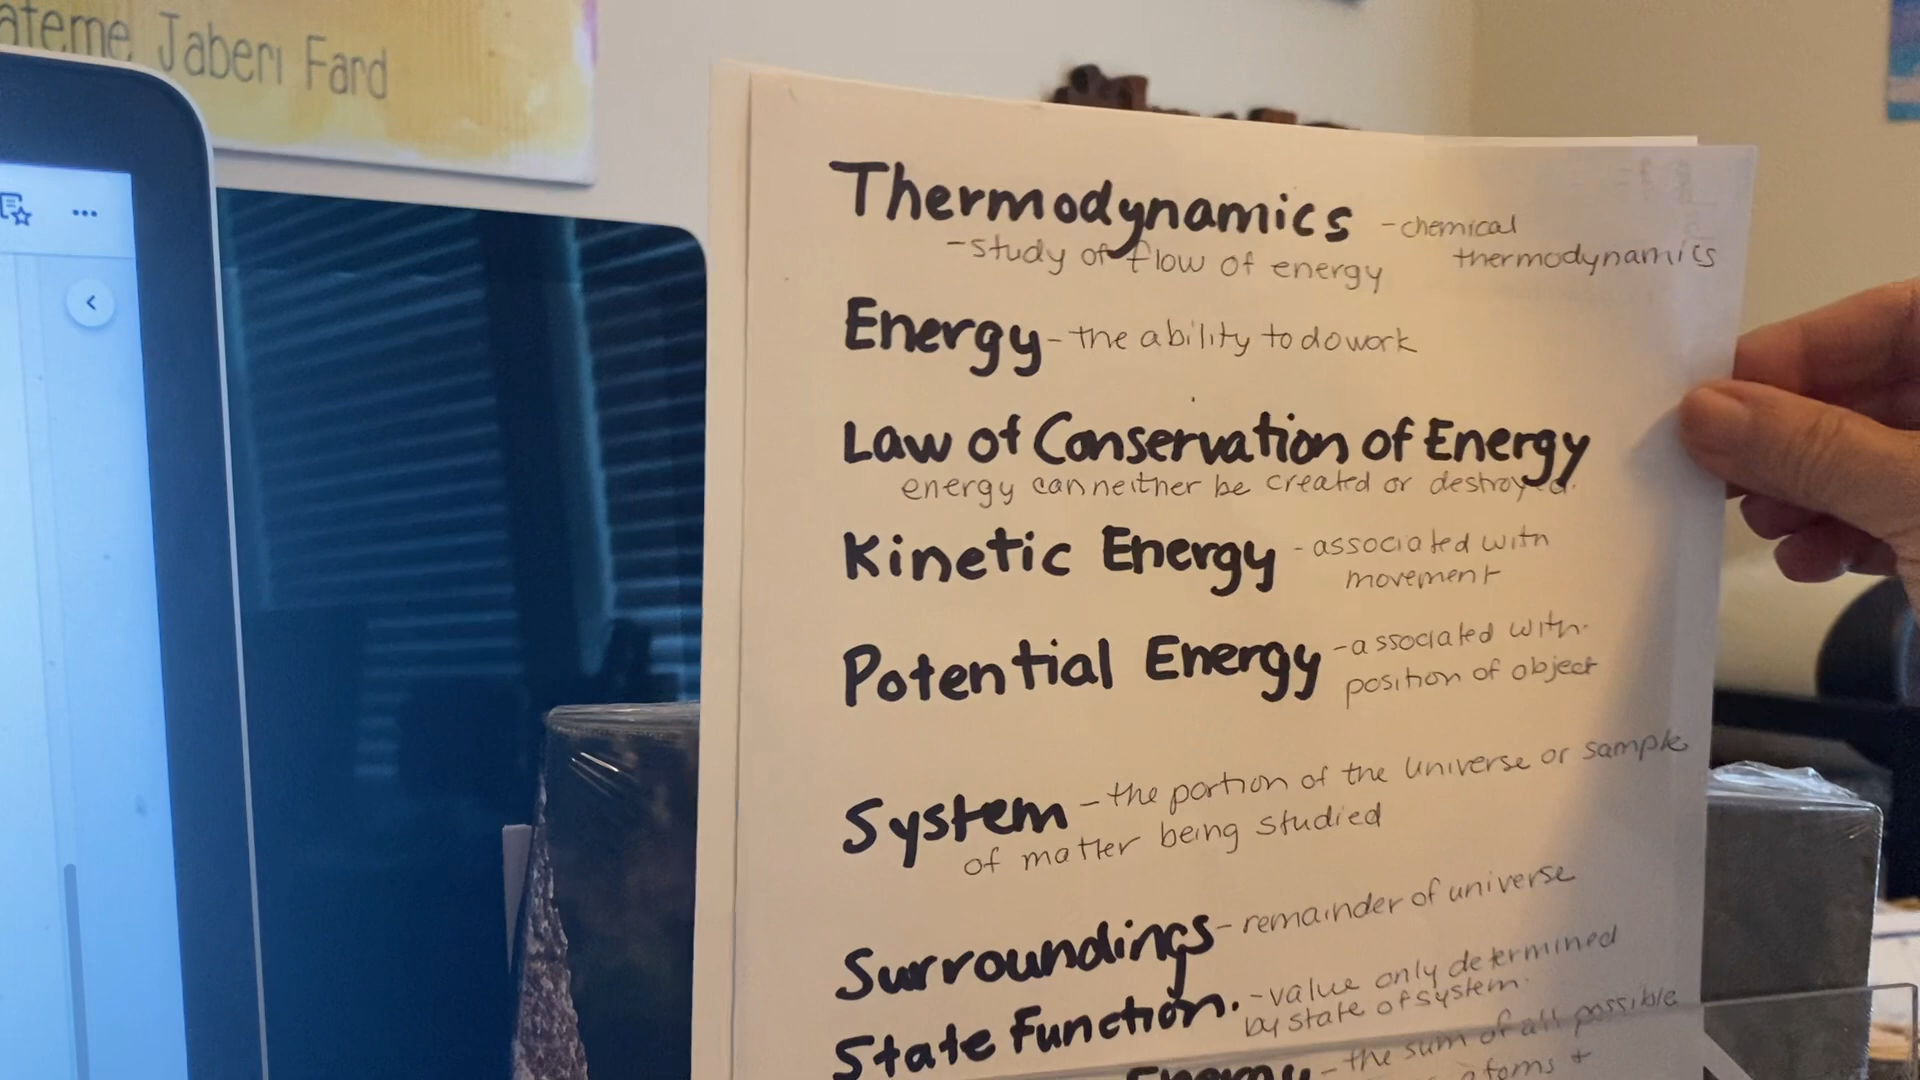 Jaberi Fard
Thermodynamics - chemical
thermodynamics
- study of flow of energy
Energy - the ability to do work
Law of Conservation of Energy
energy can neither be created or destroyed.
Kinetic Energy - associated with
movement
Potential Energy - associated with
position of object
System - the portion of the universe or sample
of matter being studied
Surroundings - remainder of universe
State Function. - value only determined
by state of system.
Energy - the sum of all possible
atoms +